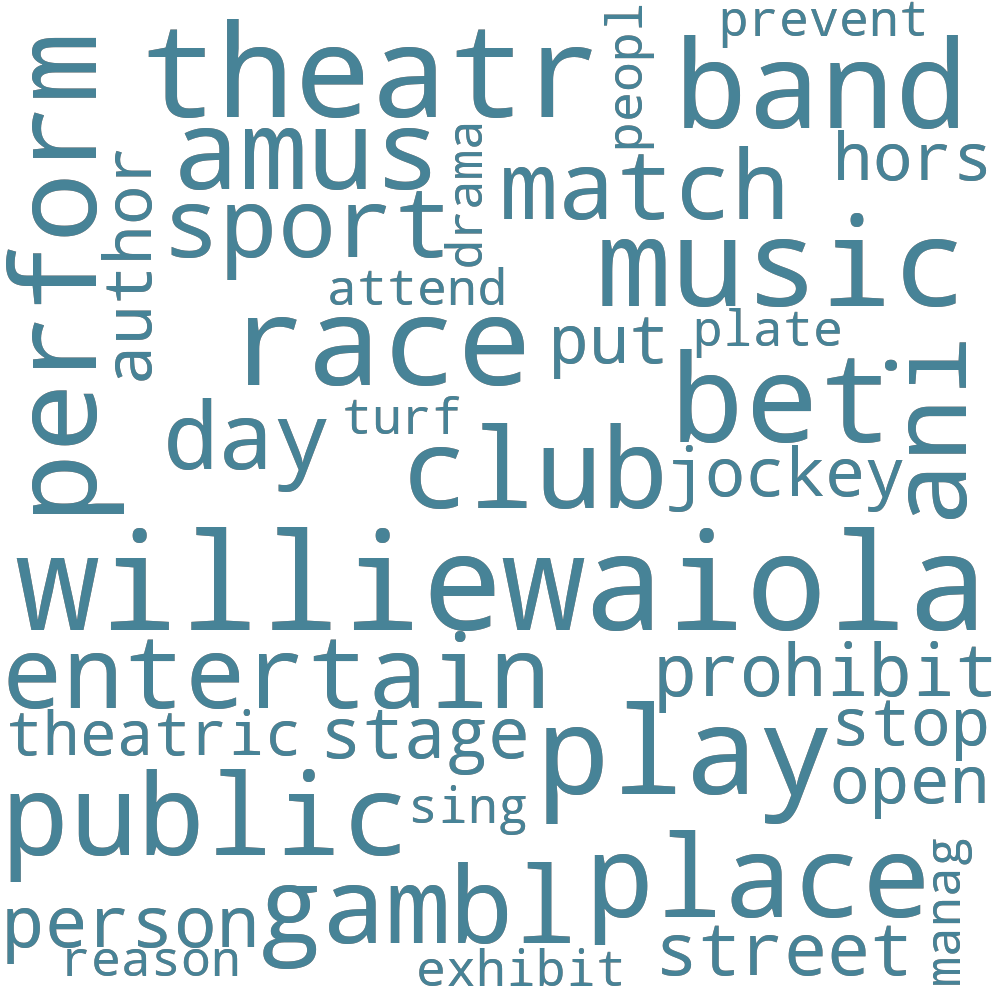 prevent
theatr
peopl
band
perform
amus
drama
hors
author
match
sport
music
attend
race
put
plate
ani
bet
day
turf
club
jockey
williewaiola
entertain
prohibit
theatric
stage
play
stop
open
public
sing
place
manag
gambl
person
street
reason
exhibit